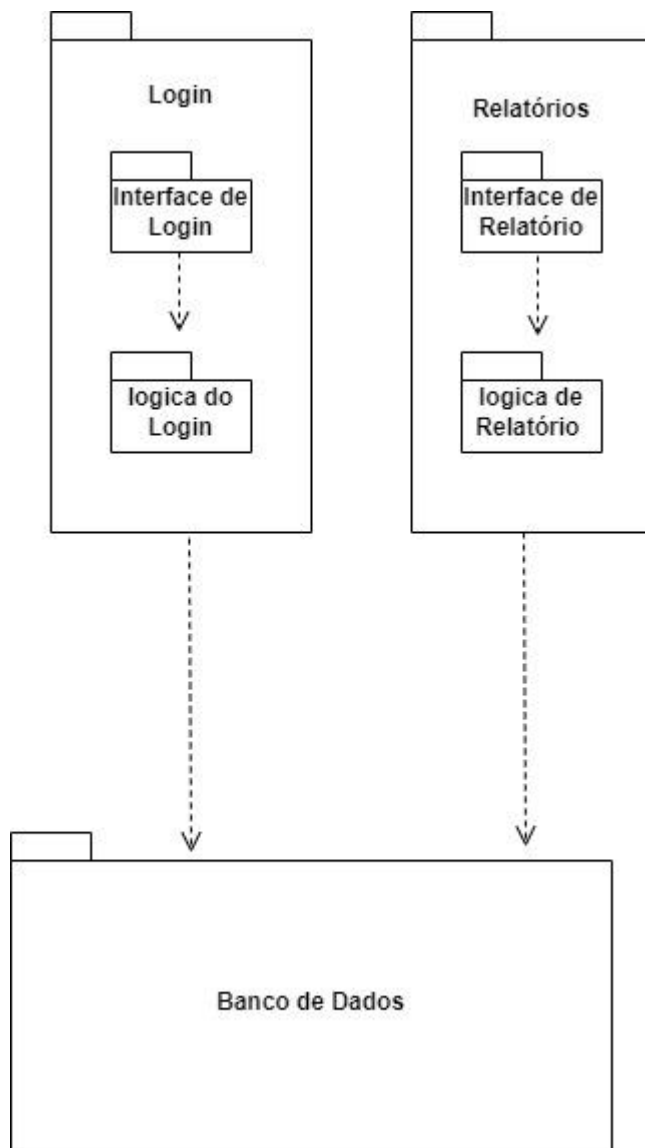 Login
Interface de
Login
logica do
Login
Relatórios
Interface de
Relatório
logica de
Relatório
Banco de Dados